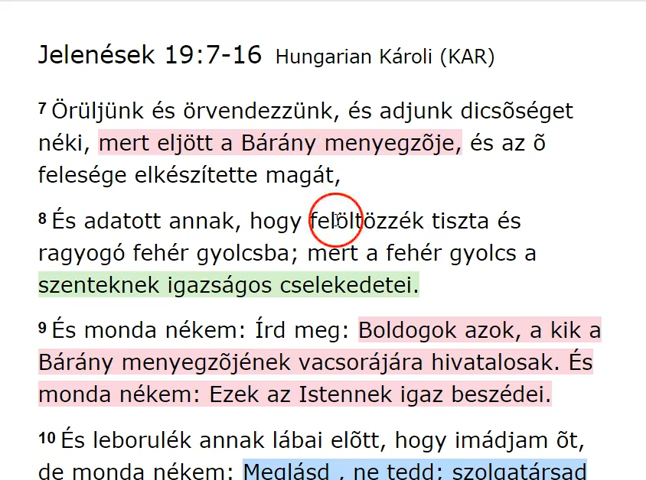 Jelenések 19:7-16 Hungarian Károli (KAR)
7 Örüljünk és örvendezzünk, és adjunk dicsõséget
néki, mert eljött a Bárány menyegzõje, és az õ
felesége elkészítette magát,
8 És adatott annak, hogy felöltözzék tiszta és
ragyogó fehér gyolcsba; mert a fehér gyolcs a
szenteknek igazságos cselekedetei.
9 És monda nékem: Írd meg: Boldogok azok, a kik a
Bárány menyegzõjének vacsorájára hivatalosak. És
monda nékem: Ezek az Istennek igaz beszédei.
10 És leborulék annak lábai elõtt, hogy imádjam õt,
de monda nékem: Meglásd , ne tedd; szolgatársad